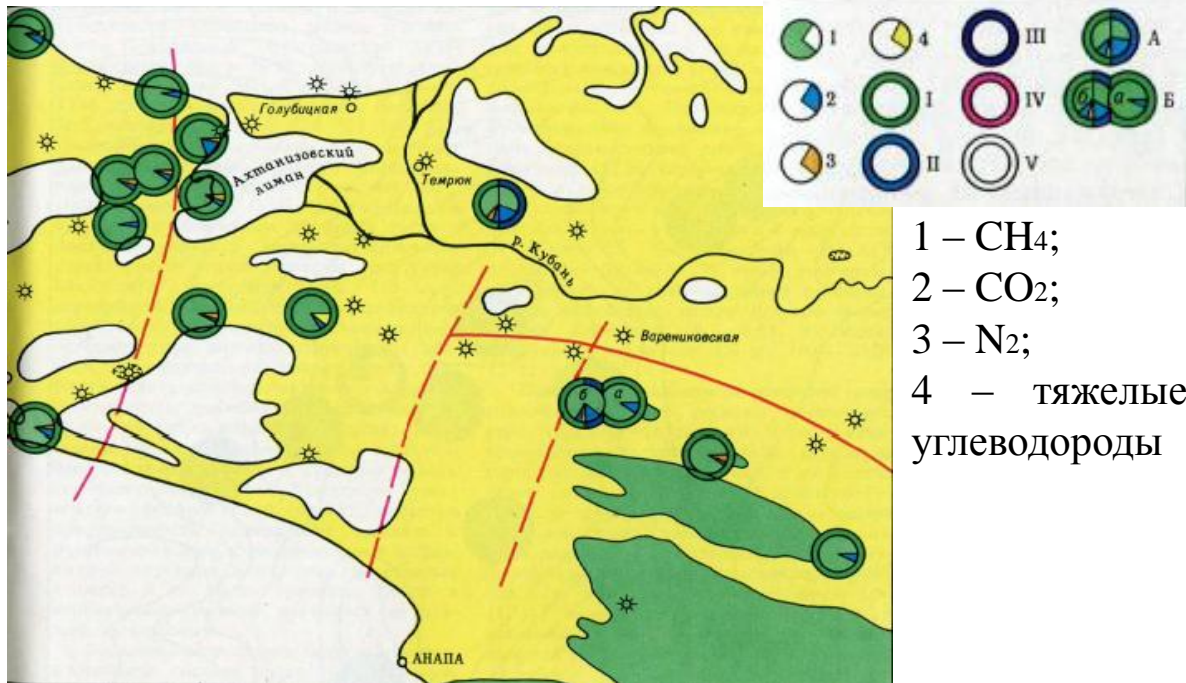 1 4 III А
2 I IV б а Б
3 II V
1 – CH4;
2 – CO2;
3 – N2;
4 – тяжелые
углеводороды
Голубицкая
Ахтанизовский
лиман
Темрюк
р. Кубань
Варениковская
б а
АНАПА